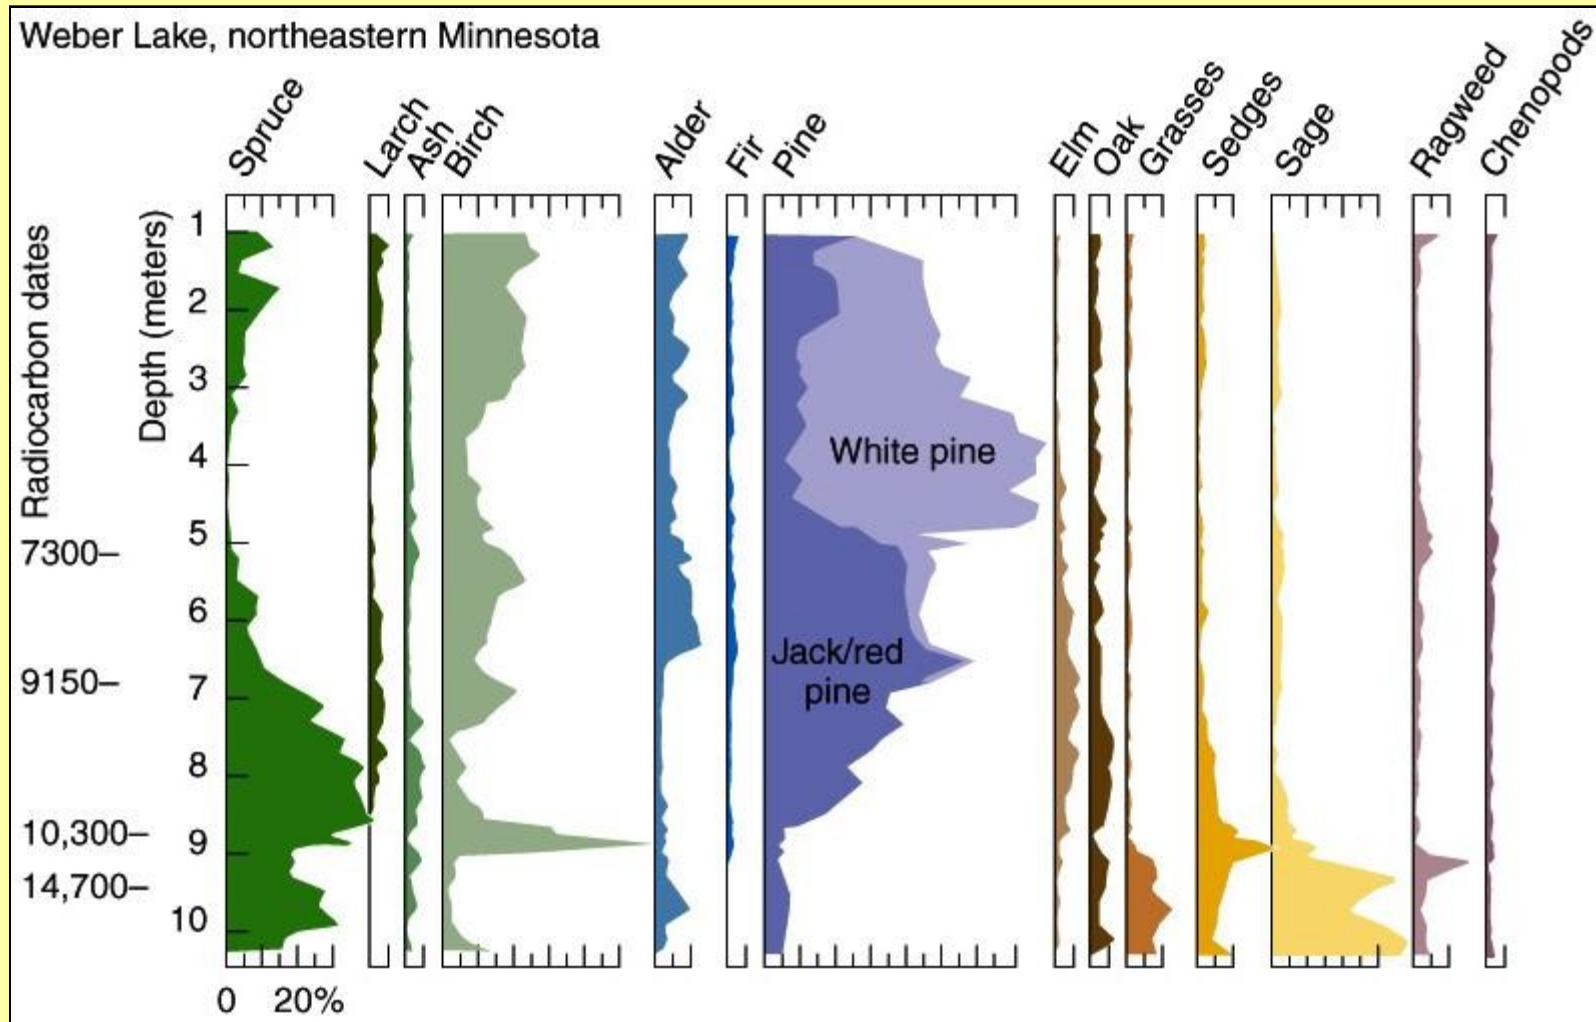 Weber Lake, northeastern Minnesota
Spruce
Larch
Ash
Birch
Alder
Fir
Pine
Elm
Oak
Grasses
Sedges
Sage
Ragweed
Chenopods
Radiocarbon dates
Depth (meters)
1
2
3
4
5
6
7
8
9
10
7300–
9150–
10,300–
14,700–
White pine
Jack/red
pine
0 20%